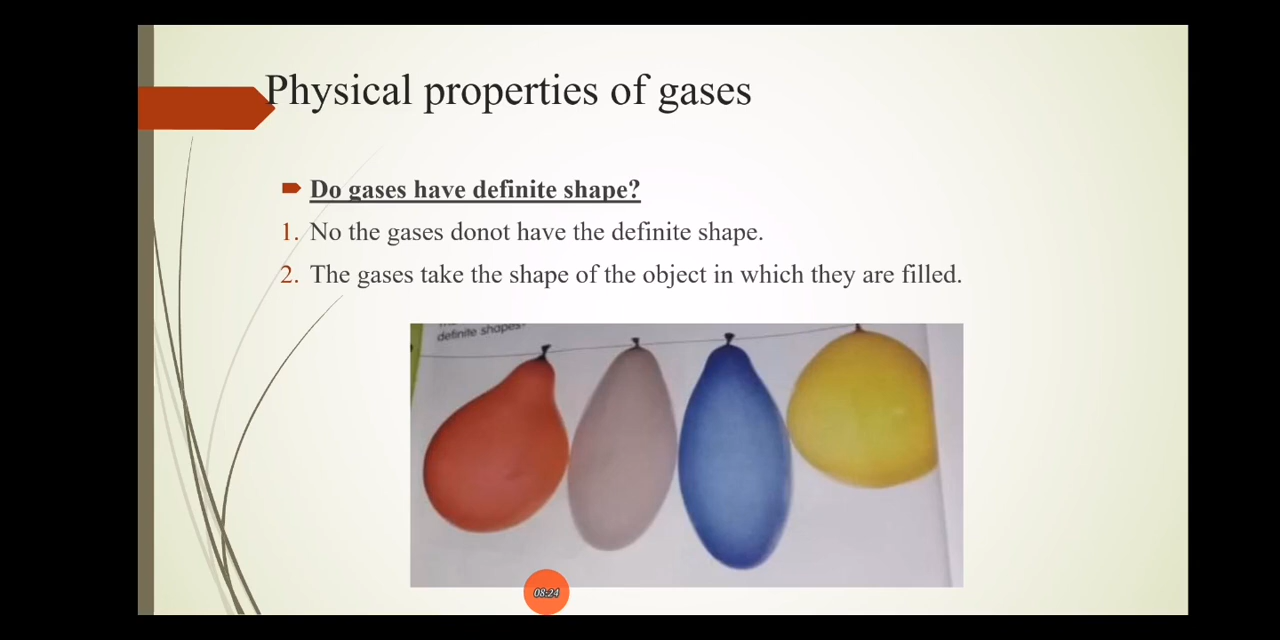 Physical properties of gases
Do gases have definite shape?
1. No the gases donot have the definite shape.
2. The gases take the shape of the object in which they are filled.
definite shapes.
08:24